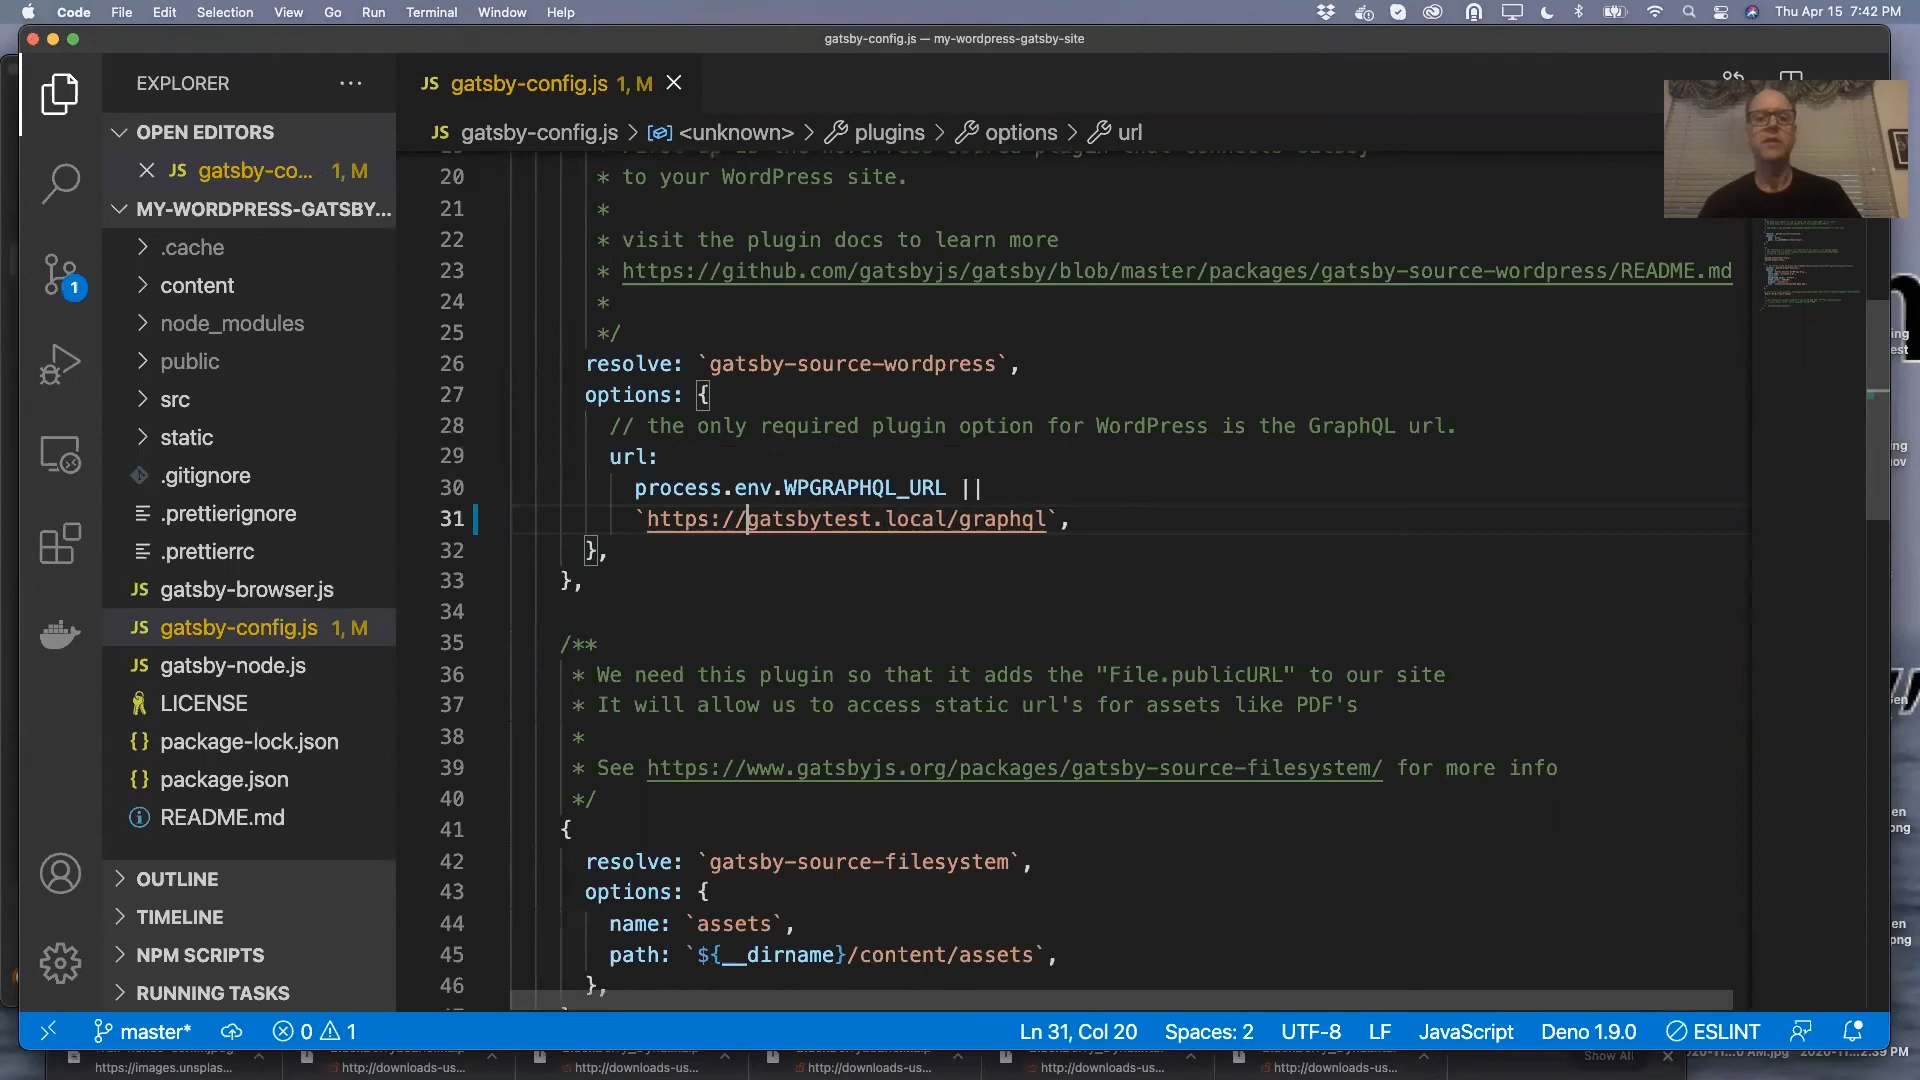 Code File Edit Selection View Go Run Terminal Window Help Thu Apr 15 7:42 PM
gatsby-config.js — my-wordpress-gatsby-site
EXPLORER
OPEN EDITORS
JS gatsby-co... 1, M
MY-WORDPRESS-GATSBY...
.cache
content
node_modules
public
src
static
.gitignore
.prettierignore
.prettierrc
JS gatsby-browser.js
JS gatsby-config.js 1, M
JS gatsby-node.js
LICENSE
{} package-lock.json
{} package.json
README.md
OUTLINE
TIMELINE
NPM SCRIPTS
RUNNING TASKS
1
JS gatsby-config.js 1, M
JS gatsby-config.js > <unknown> > plugins > options > url
20 * to your WordPress site.
21 *
22 * visit the plugin docs to learn more
23 * https://github.com/gatsbyjs/gatsby/blob/master/packages/gatsby-source-wordpress/README.md
24 *
25 */
26 resolve: `gatsby-source-wordpress`,
27 options: {
28 // the only required plugin option for WordPress is the GraphQL url.
29 url:
30 process.env.WPGRAPHQL_URL ||
31 `https://gatsbytest.local/graphql`,
32 },
33 },
34
35 /**
36 * We need this plugin so that it adds the "File.publicURL" to our site
37 * It will allow us to access static url's for assets like PDF's
38 *
39 * See https://www.gatsbyjs.org/packages/gatsby-source-filesystem/ for more info
40 */
41 {
42 resolve: `gatsby-source-filesystem`,
43 options: {
44 name: `assets`,
45 path: `${__dirname}/content/assets`,
46 },
master* 0 1 Ln 31, Col 20 Spaces: 2 UTF-8 LF JavaScript Deno 1.9.0 ESLINT
Show All
https://images.unsplas... http://downloads-us... http://downloads-us... http://downloads-us... http://downloads-us... http://downloads-us...